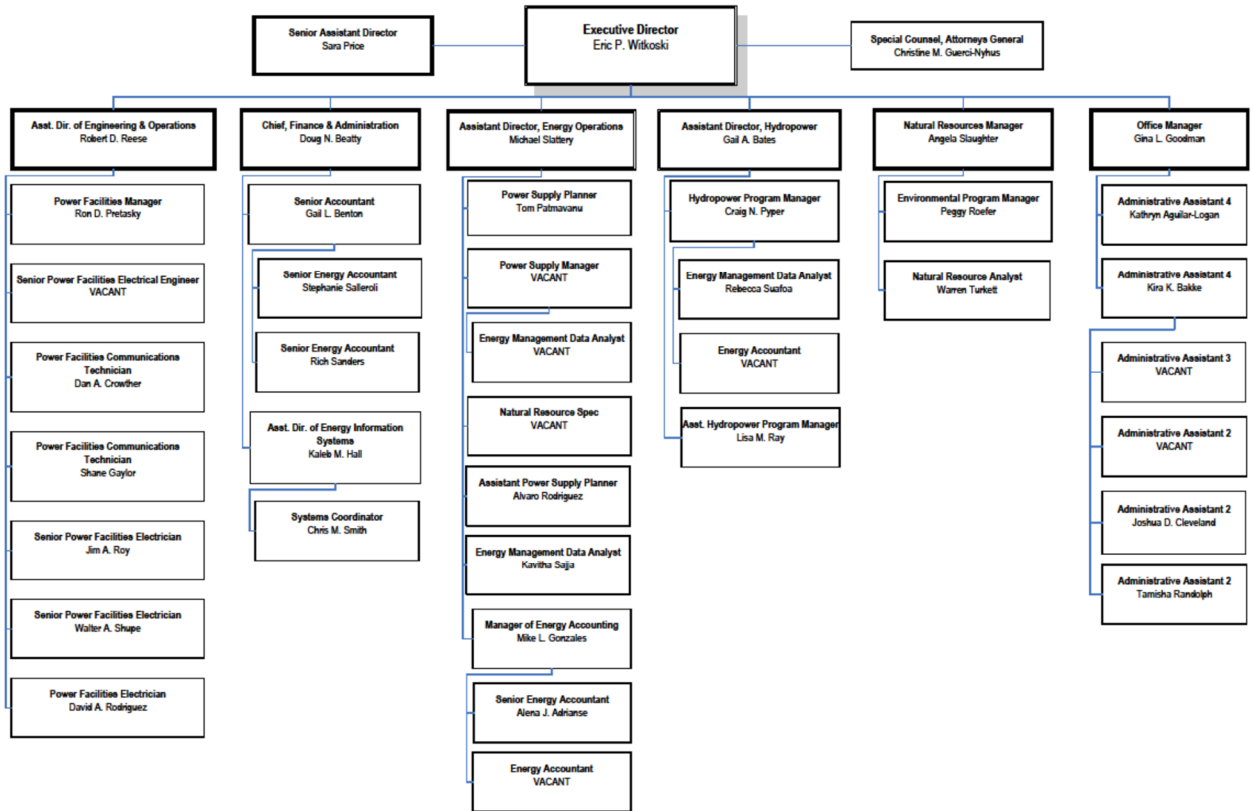 Executive Director
Eric P. Witkoski
Senior Assistant Director
Sara Price
Special Counsel, Attorneys General
Christine M. Guerci-Nyhus
Asst. Dir. of Engineering & Operations
Robert D. Reese
Power Facilities Manager
Ron D. Pretasky
Senior Power Facilities Electrical Engineer
VACANT
Power Facilities Communications
Technician
Dan A. Crowther
Power Facilities Communications
Technician
Shane Gaylor
Senior Power Facilities Electrician
Jim A. Roy
Senior Power Facilities Electrician
Walter A. Shupe
Power Facilities Electrician
David A. Rodriguez
Chief, Finance & Administration
Doug N. Beatty
Senior Accountant
Gail L. Benton
Senior Energy Accountant
Stephanie Salleroli
Senior Energy Accountant
Rich Sanders
Asst. Dir. of Energy Information
Systems
Kaleb M. Hall
Systems Coordinator
Chris M. Smith
Assistant Director, Energy Operations
Michael Slattery
Power Supply Planner
Tom Patmavanu
Power Supply Manager
VACANT
Energy Management Data Analyst
VACANT
Natural Resource Spec
VACANT
Assistant Power Supply Planner
Alvaro Rodriguez
Energy Management Data Analyst
Kavitha Sajja
Manager of Energy Accounting
Mike L. Gonzales
Senior Energy Accountant
Alena J. Adrianse
Energy Accountant
VACANT
Assistant Director, Hydropower
Gail A. Bates
Hydropower Program Manager
Craig N. Pyper
Energy Management Data Analyst
Rebecca Suafoa
Energy Accountant
VACANT
Asst. Hydropower Program Manager
Lisa M. Ray
Natural Resources Manager
Angela Slaughter
Environmental Program Manager
Peggy Roefer
Natural Resource Analyst
Warren Turkett
Office Manager
Gina L. Goodman
Administrative Assistant 4
Kathryn Aguilar-Logan
Administrative Assistant 4
Kira K. Bakke
Administrative Assistant 3
VACANT
Administrative Assistant 2
VACANT
Administrative Assistant 2
Joshua D. Cleveland
Administrative Assistant 2
Tamisha Randolph